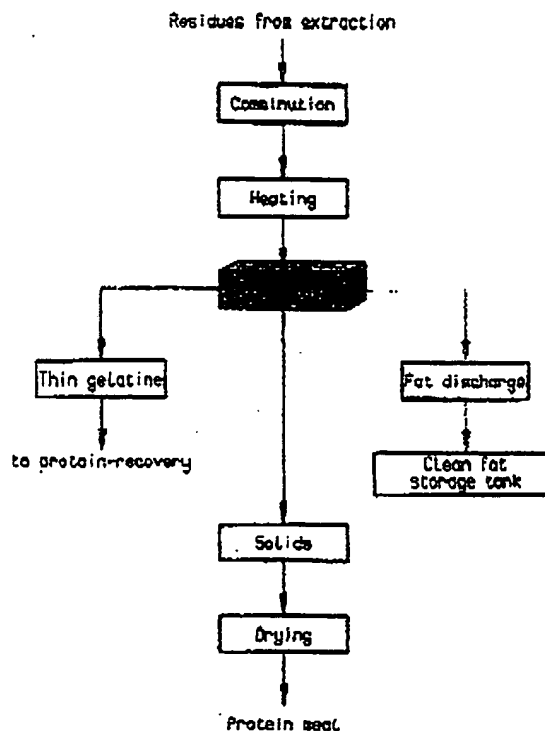 Residues from extraction
Comminution
Heating
Thin gelatine
Fat discharge
to protein-recovery
Clean fat
storage tank
Solids
Drying
Protein meal